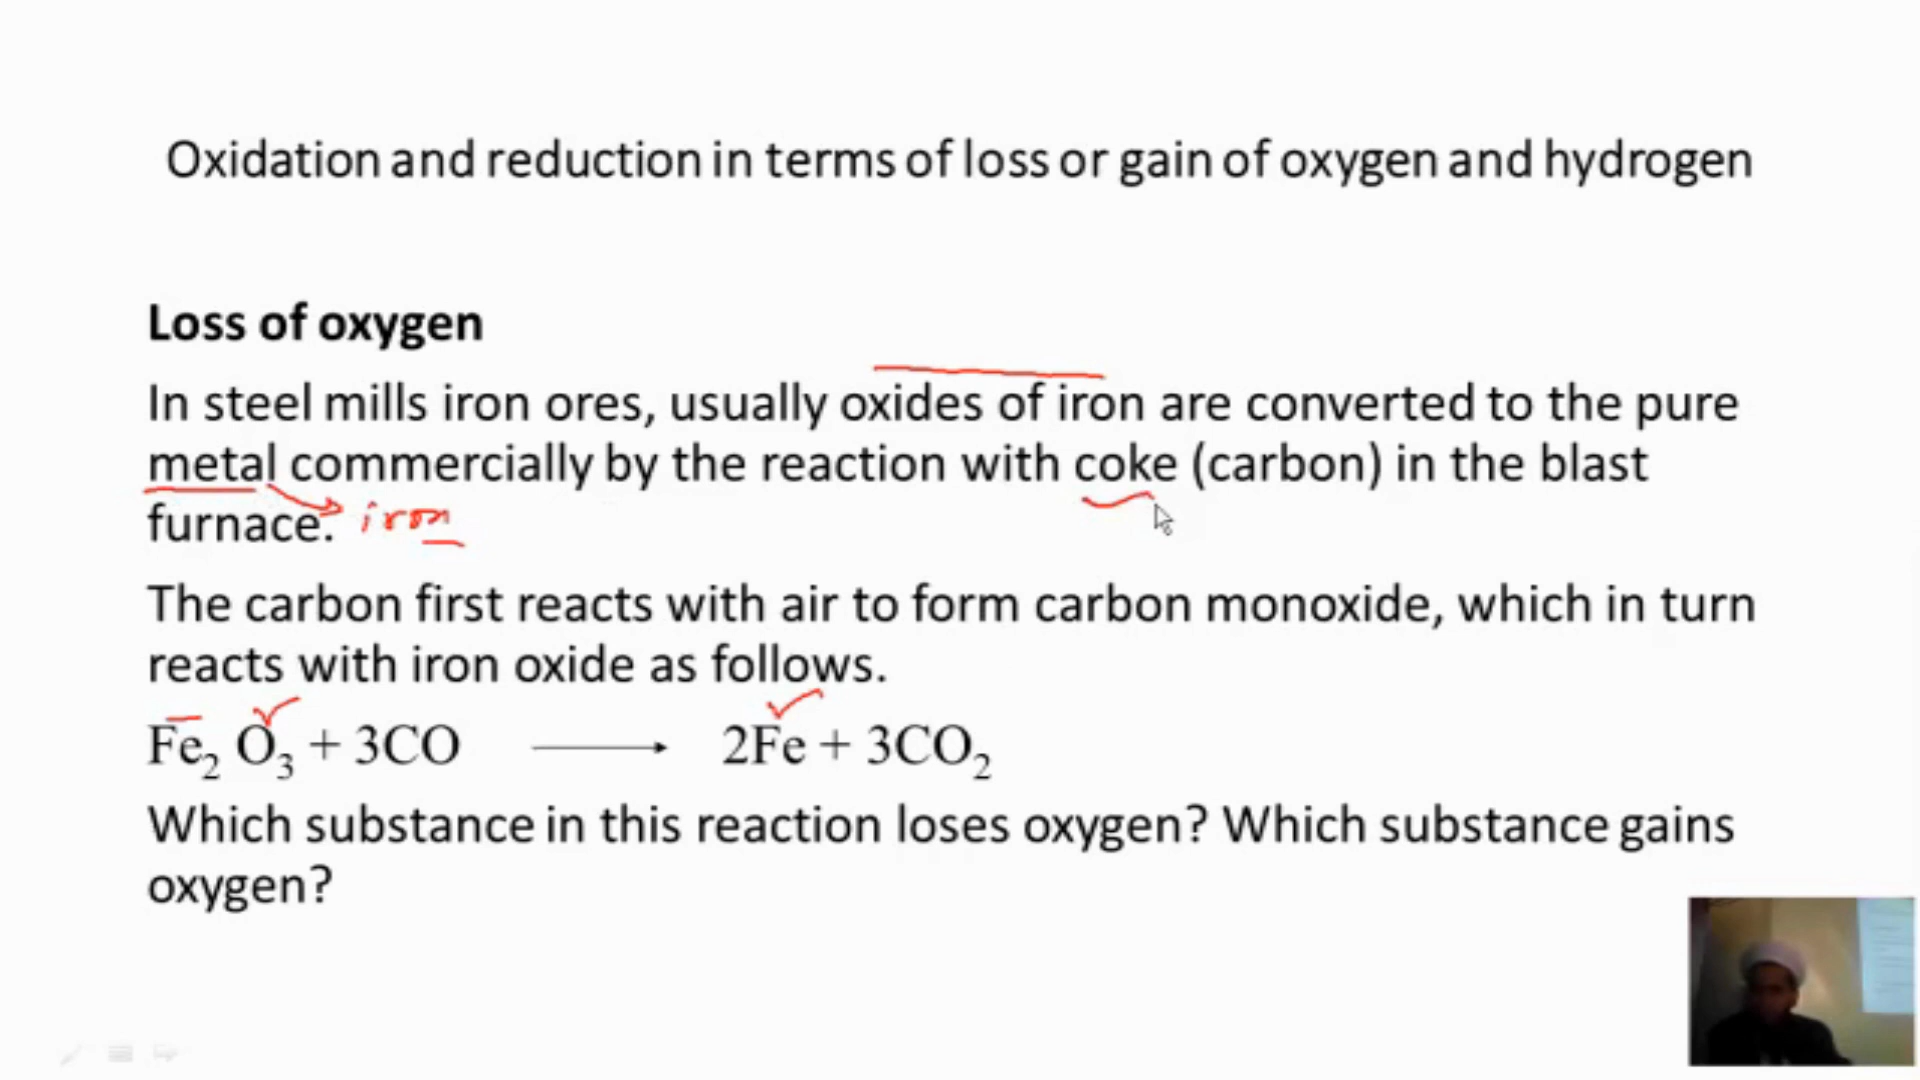 Oxidation and reduction in terms of loss or gain of oxygen and hydrogen
Loss of oxygen
In steel mills iron ores, usually oxides of iron are converted to the pure
metal commercially by the reaction with coke (carbon) in the blast
furnace. iron
The carbon first reacts with air to form carbon monoxide, which in turn
reacts with iron oxide as follows.
Fe₂ O₃ + 3CO ⟶ 2Fe + 3CO₂
Which substance in this reaction loses oxygen? Which substance gains
oxygen?